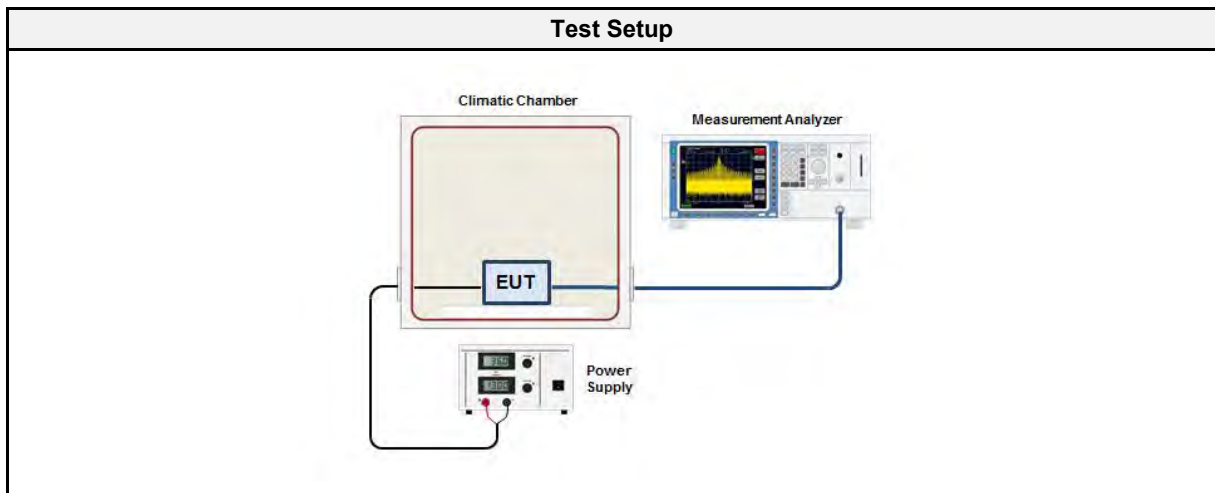 Test Setup
Climatic Chamber
Measurement Analyzer
EUT
Power
Supply